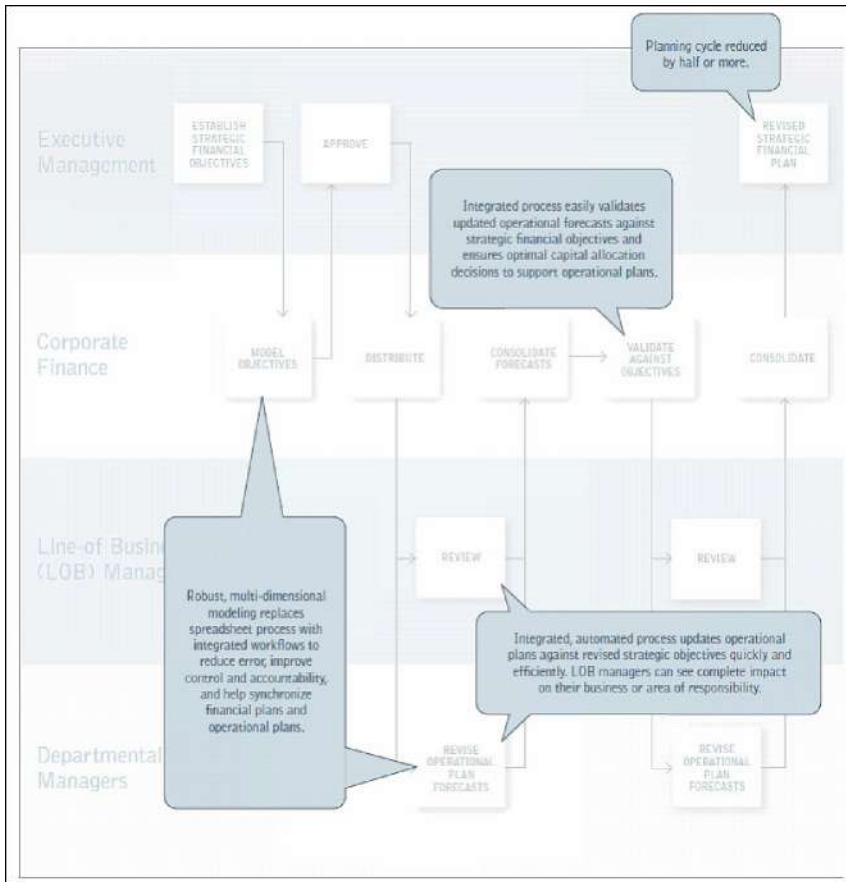 Planning cycle reduced
by half or more.
Executive
Management
ESTABLISH
STRATEGIC
FINANCIAL
OBJECTIVES
APPROVE
REVISED
STRATEGIC
FINANCIAL
PLAN
Integrated process easily validates
updated operational forecasts against
strategic financial objectives and
ensures optimal capital allocation
decisions to support operational plans.
Corporate
Finance
MODEL
OBJECTIVES
DISTRIBUTE
CONSOLIDATE
FORECASTS
VALIDATE
AGAINST
OBJECTIVES
CONSOLIDATE
Line-of Busine
(LOB) Manag
REVIEW
REVIEW
Robust, multi-dimensional
modeling replaces
spreadsheet process with
integrated workflows to
reduce error, improve
control and accountability,
and help synchronize
financial plans and
operational plans.
Integrated, automated process updates operational
plans against revised strategic objectives quickly and
efficiently. LOB managers can see complete impact
on their business or area of responsibility.
Departmental
Managers
REVISE
OPERATIONAL
PLAN
FORECASTS
REVISE
OPERATIONAL
PLAN
FORECASTS